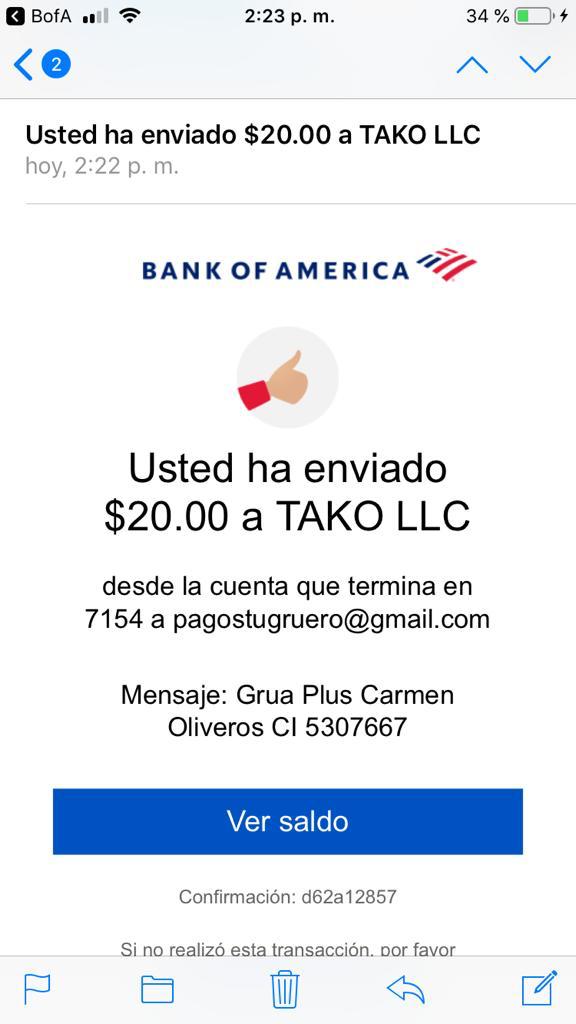 BofA 2:23 p. m. 34 %
2
Usted ha enviado $20.00 a TAKO LLC
hoy, 2:22 p. m.
BANK OF AMERICA
Usted ha enviado
$20.00 a TAKO LLC
desde la cuenta que termina en
7154 a pagostugruero@gmail.com
Mensaje: Grua Plus Carmen
Oliveros CI 5307667
Ver saldo
Confirmación: d62a12857
Si no realizó esta transacción, por favor